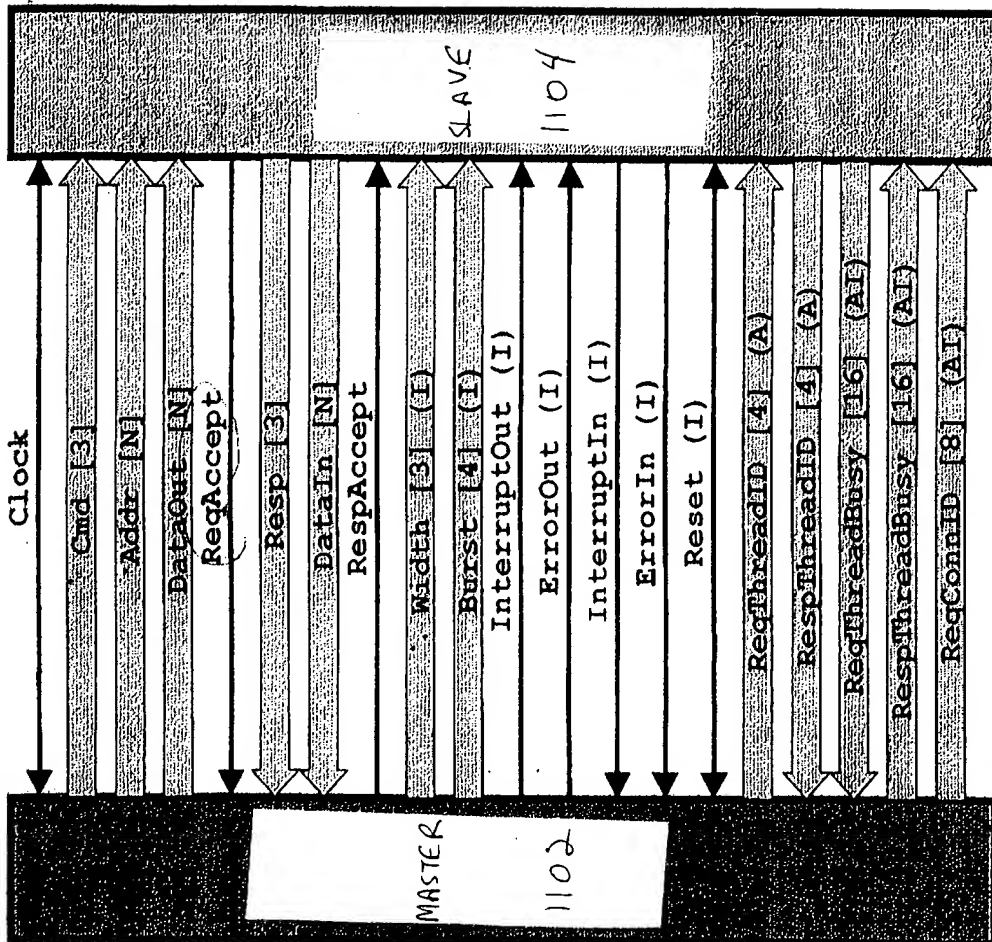 Clock
Cmd [3]
Addr [N]
DataOut [N]
ReqAccept
Resp [3]
DataIn [N]
RespAccept
Width [3] (I)
Burst [4] (I)
InterruptOut (I)
ErrorOut (I)
InterruptIn (I)
ErrorIn (I)
Reset (I)
ReqThreadID [4] (A)
RespThreadID [4] (A)
ReqThreadBusy [16] (AI)
RespThreadBusy [16] (AI)
ReqConnID [8] (AI)
MASTER
1102
SLAVE
1104